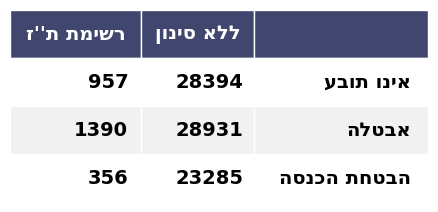 ללא סינון רשימת ת''ז
אינו תובע 28394 957
אבטלה 28931 1390
הבטחת הכנסה 23285 356